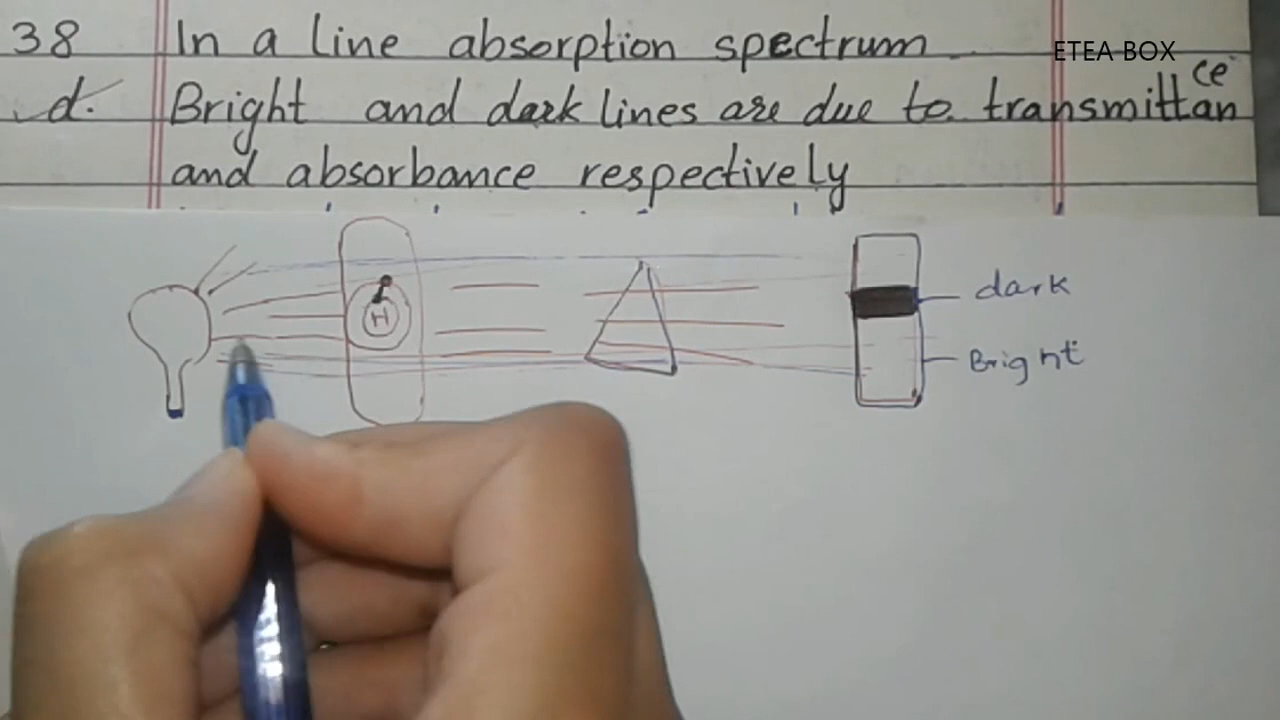 38 In a line absorption spectrum
ETEA BOX
d. Bright and dark lines are due to transmittance
and absorbance respectively
H
dark
Bright